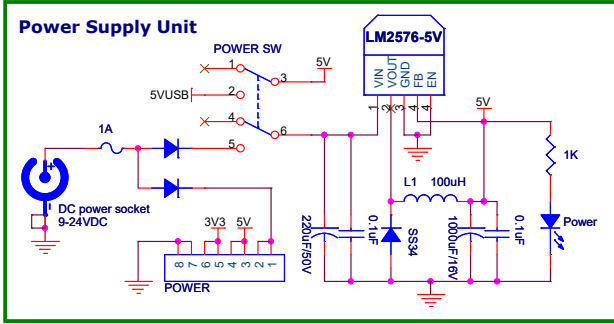 Power Supply Unit
POWER SW
LM2576-5V
VIN
VOUT
GND
FB
EN
1
2
3
4
4
1
3
5V
5VUSB
2
4
6
5
5V
1A
1K
DC power socket
9-24VDC
+
-
L1 100uH
2200uF/50V
0.1uF
SS34
1000uF/16V
0.1uF
Power
3V3 5V
8
7
6
5
4
3
2
1
POWER